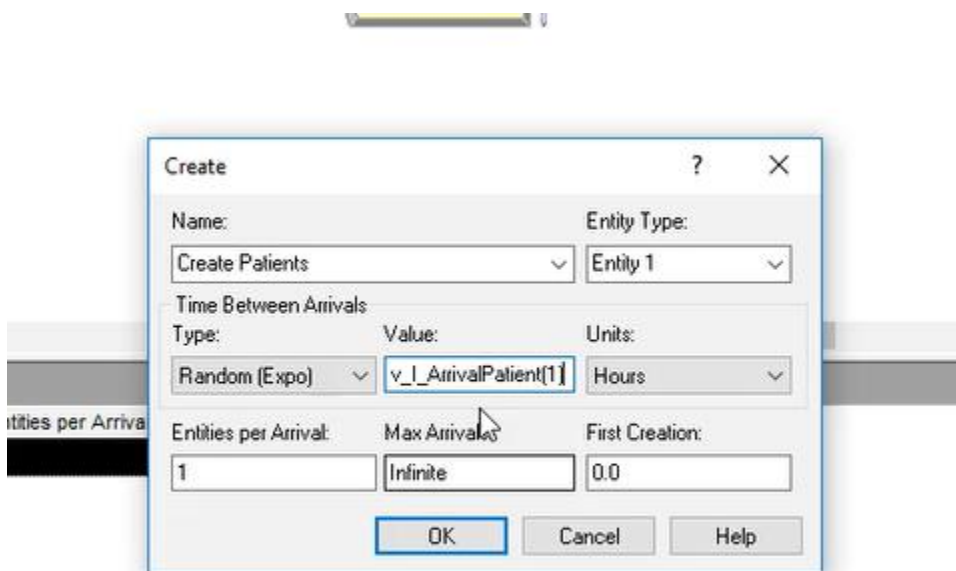 Create ?
Name: Entity Type:
Create Patients Entity 1
Time Between Arrivals
Type: Value: Units:
Random (Expo) v_I_ArrivalPatient(1) Hours
Entities per Arrival: Max Arrivals First Creation:
1 Infinite 0.0
OK Cancel Help
ntities per Arriva